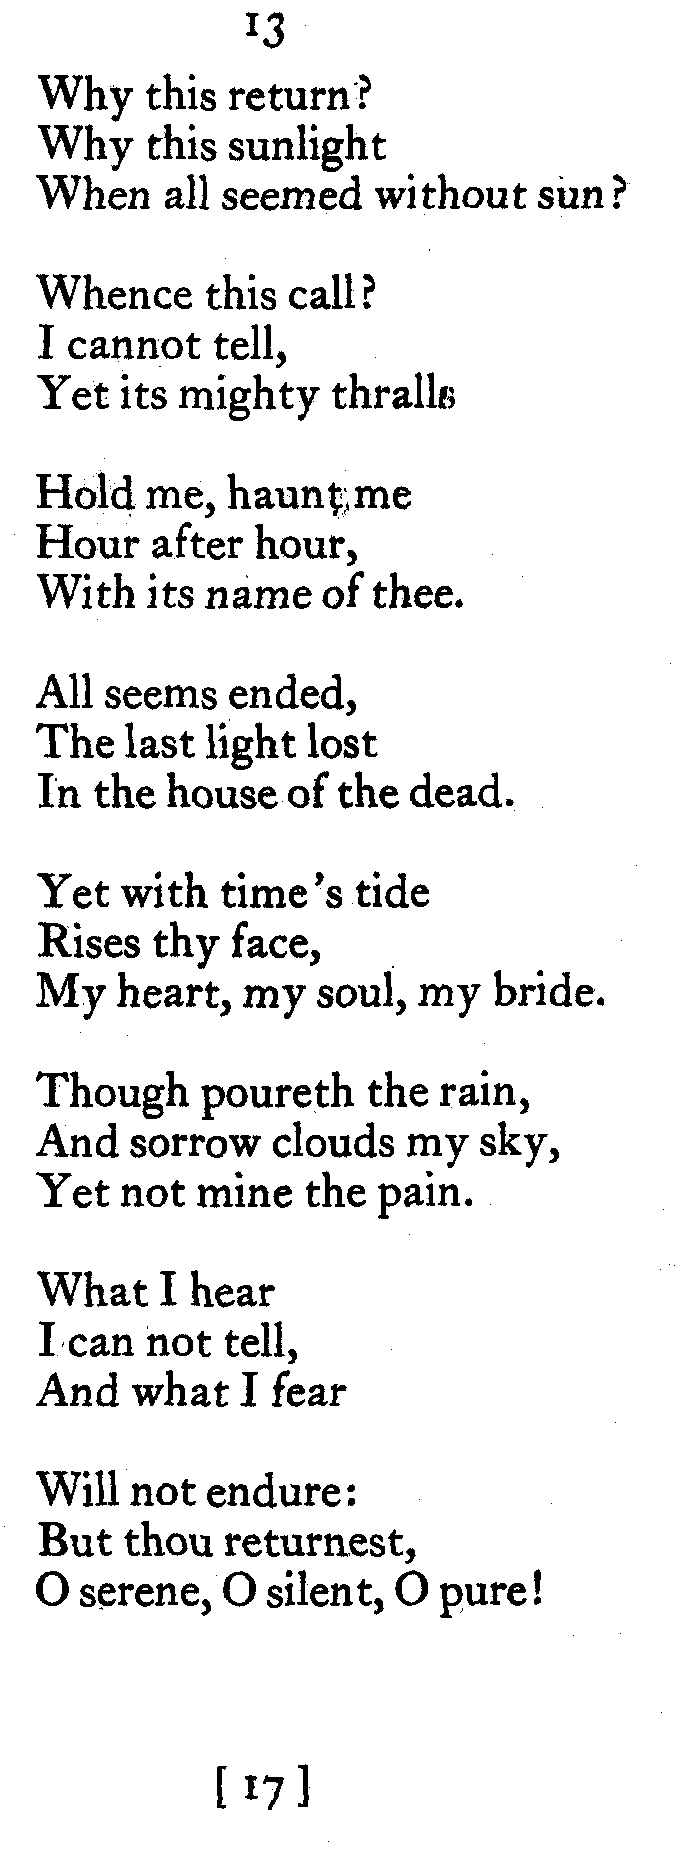 13
Why this return?
Why this sunlight
When all seemed without sun?
Whence this call?
I cannot tell,
Yet its mighty thralls
Hold me, haunt me
Hour after hour,
With its name of thee.
All seems ended,
The last light lost
In the house of the dead.
Yet with time's tide
Rises thy face,
My heart, my soul, my bride.
Though poureth the rain,
And sorrow clouds my sky,
Yet not mine the pain.
What I hear
I can not tell,
And what I fear
Will not endure:
But thou returnest,
O serene, O silent, O pure!
[ 17 ]